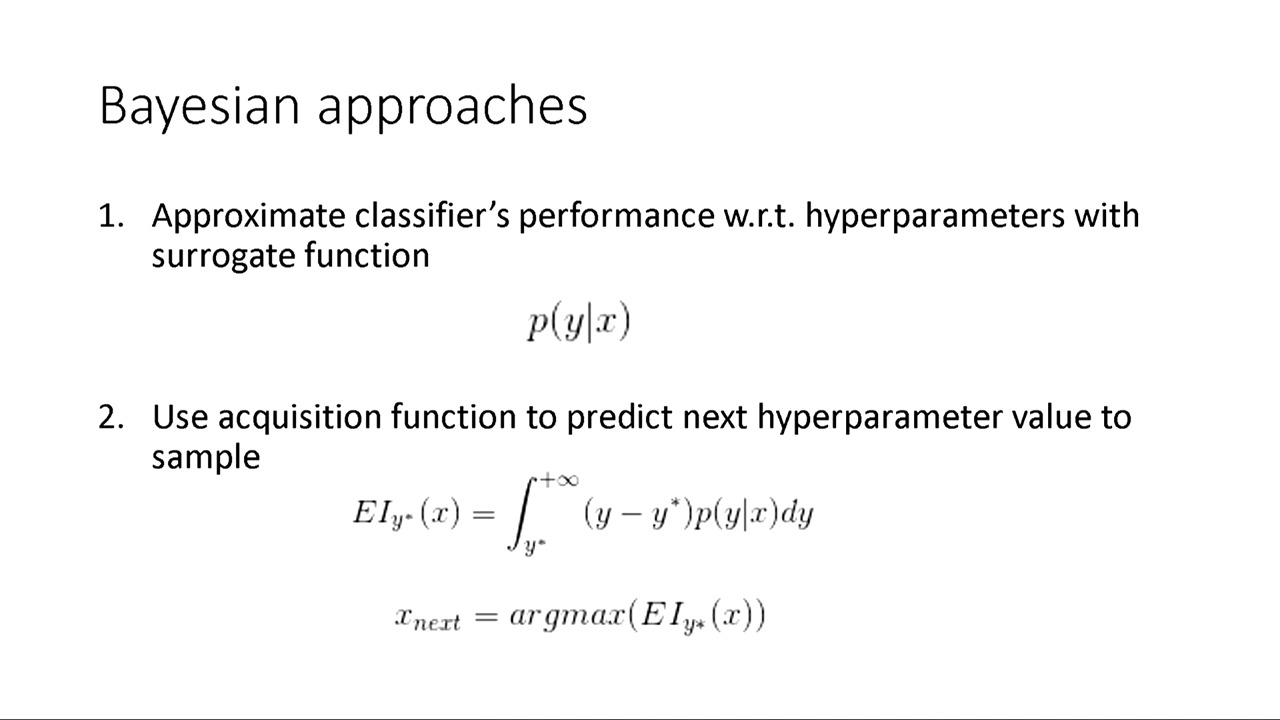 Bayesian approaches
1. Approximate classifier’s performance w.r.t. hyperparameters with
surrogate function
p(y|x)
2. Use acquisition function to predict next hyperparameter value to
sample
EI_{y*}(x) = ∫_{y*}^{+∞} (y − y*)p(y|x)dy
x_{next} = argmax(EI_{y*}(x))